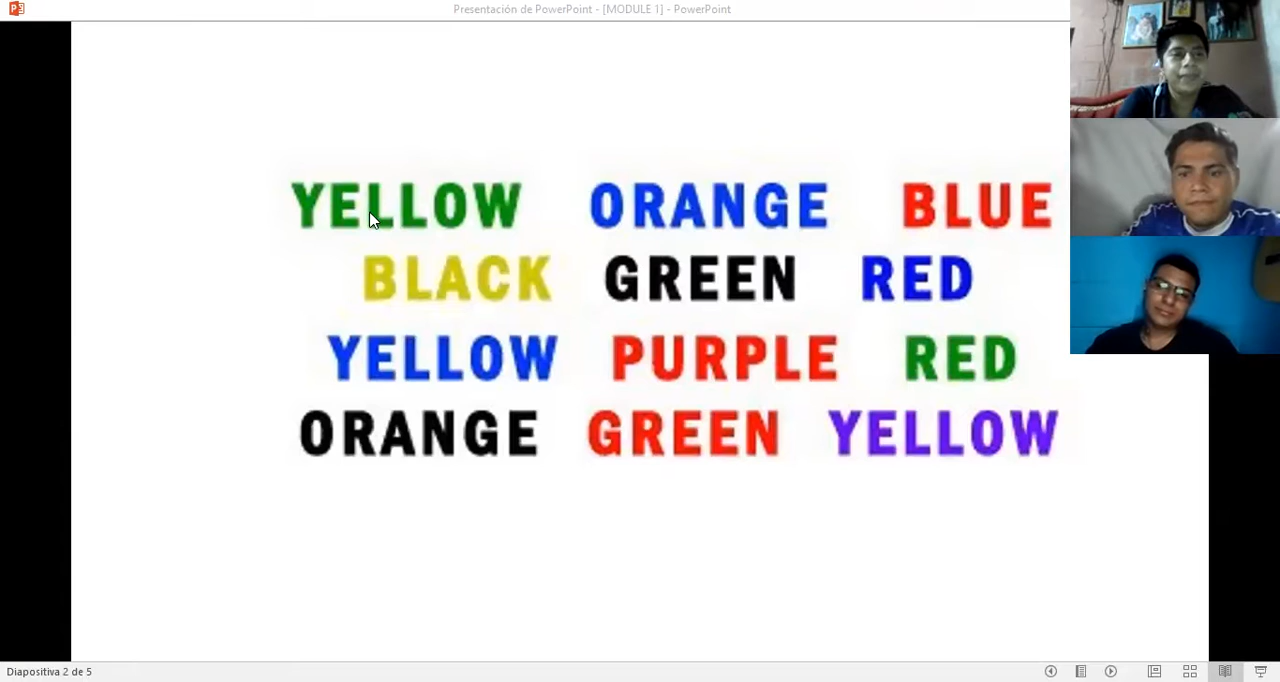 Presentación de PowerPoint - [MODULE 1] - PowerPoint
YELLOW ORANGE BLUE
BLACK GREEN RED
YELLOW PURPLE RED
ORANGE GREEN YELLOW
Diapositiva 2 de 5